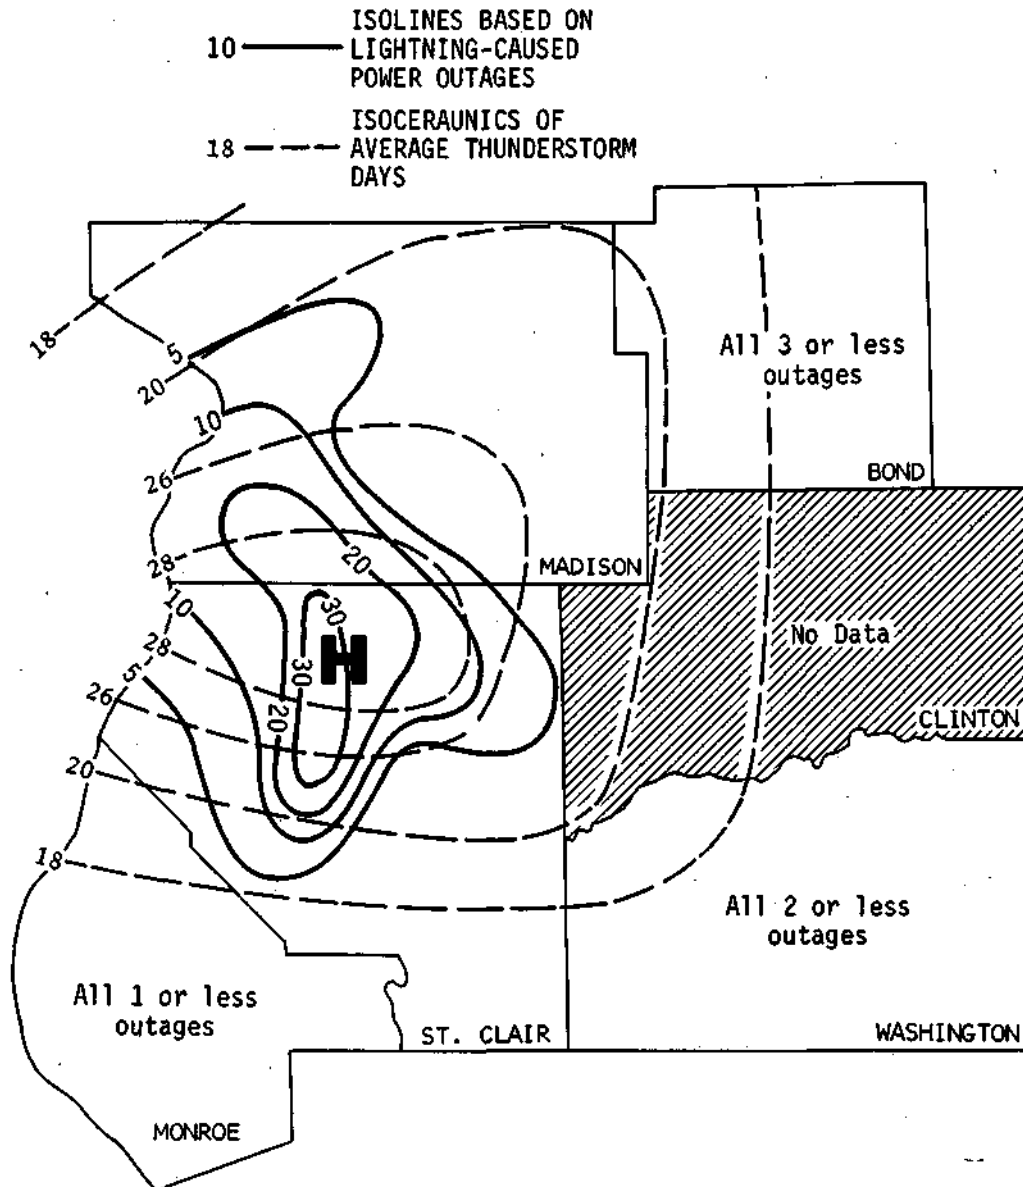 ISOLINES BASED ON
10 LIGHTNING-CAUSED
POWER OUTAGES
ISOCERAUNICS OF
18 AVERAGE THUNDERSTORM
DAYS
18
5
20
10
26
28
20
10
30
28
30
5
26
20
20
18
H
All 3 or less
outages
BOND
MADISON
No Data
CLINTON
All 2 or less
outages
All 1 or less
outages
ST. CLAIR
WASHINGTON
MONROE